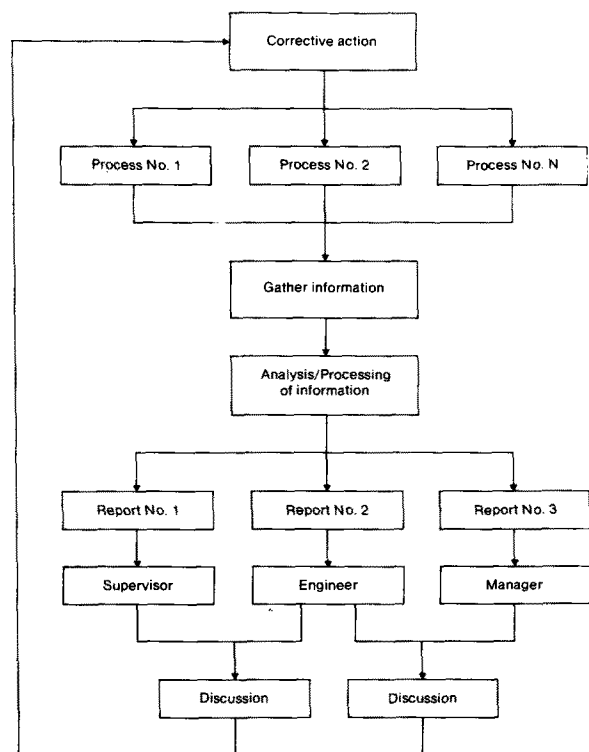 Corrective action
Process No. 1
Process No. 2
Process No. N
Gather information
Analysis/Processing
of information
Report No. 1
Report No. 2
Report No. 3
Supervisor
Engineer
Manager
Discussion
Discussion